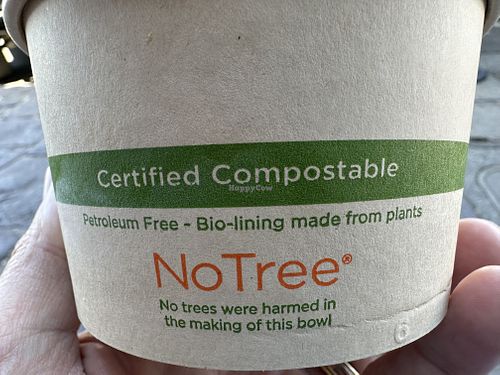 Certified Compostable
HappyCow
Petroleum Free - Bio-lining made from plants
NoTree®
No trees were harmed in
the making of this bowl